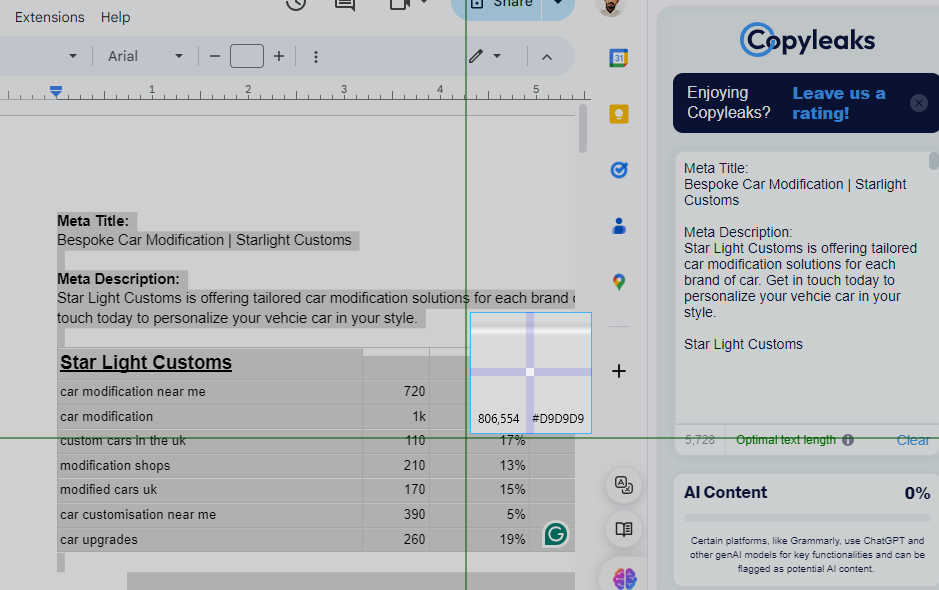 Extensions Help
Share
Arial
31
1 2 3 4 5
Meta Title:
Bespoke Car Modification | Starlight Customs
Meta Description:
Star Light Customs is offering tailored car modification solutions for each brand
touch today to personalize your vehcie car in your style.
Star Light Customs
car modification near me 720
car modification 1k
custom cars in the uk 110 17%
modification shops 210 13%
modified cars uk 170 15%
car customisation near me 390 5%
car upgrades 260 19%
806,554 #D9D9D9
Copyleaks
Enjoying
Copyleaks?
Leave us a
rating!
Meta Title:
Bespoke Car Modification | Starlight
Customs
Meta Description:
Star Light Customs is offering tailored
car modification solutions for each
brand of car. Get in touch today to
personalize your vehcie car in your
style.
Star Light Customs
5,728 Optimal text length Clear
AI Content 0%
Certain platforms, like Grammarly, use ChatGPT and
other genAI models for key functionalities and can be
flagged as potential AI content.